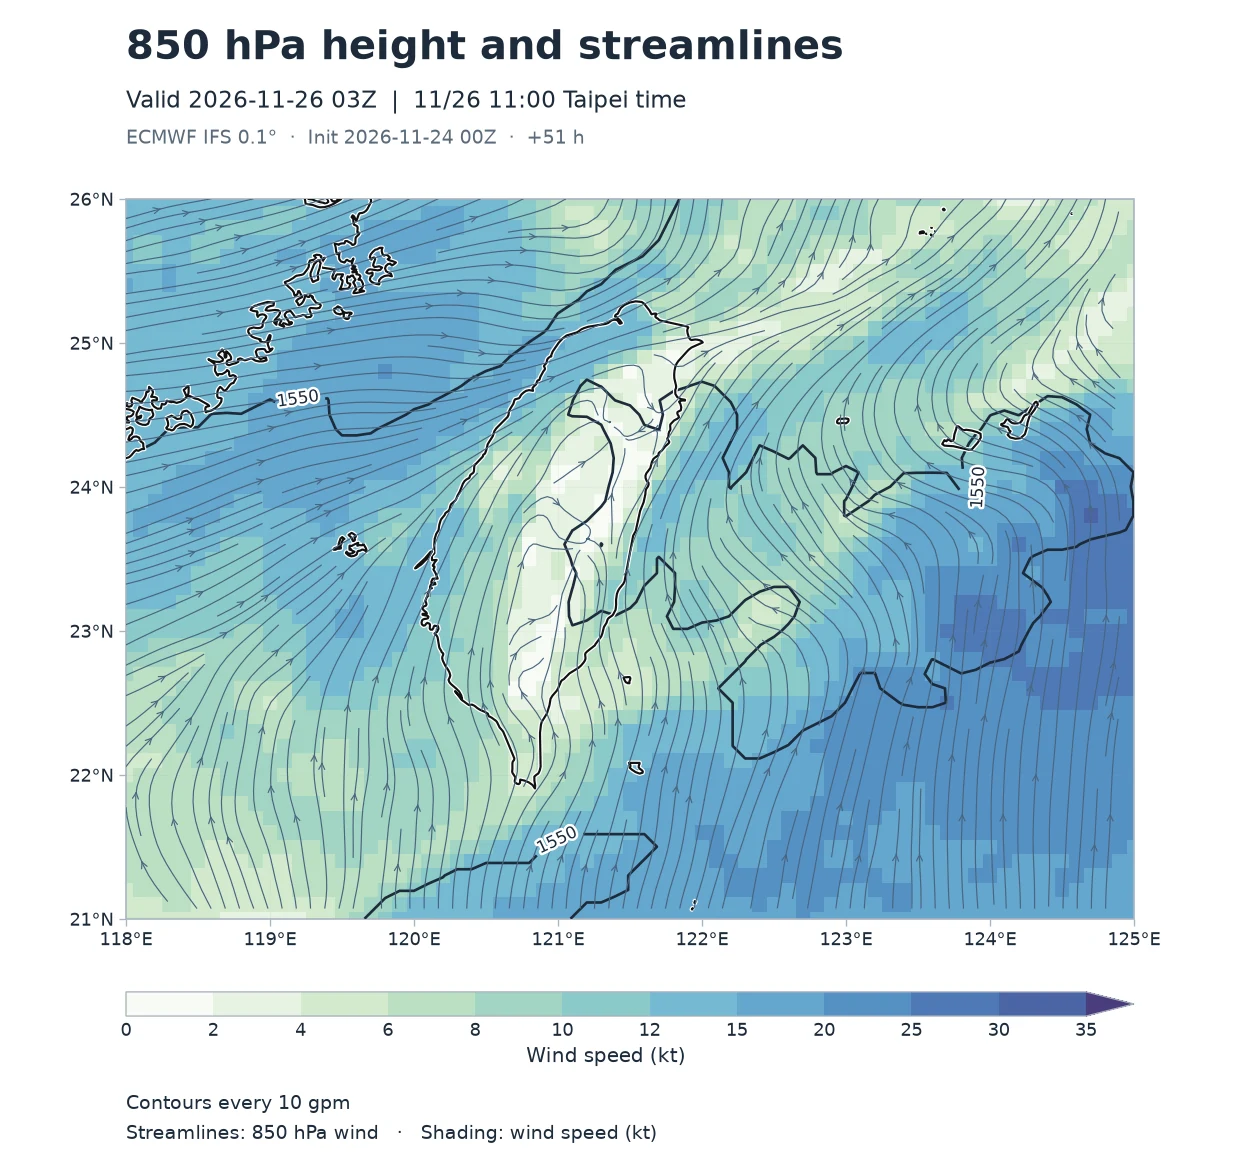 850 hPa height and streamlines
Valid 2026-11-26 03Z  |  11/26 11:00 Taipei time
ECMWF IFS 0.1°  ·  Init 2026-11-24 00Z  ·  +51 h
26°N
25°N
1550
24°N
1550
23°N
22°N
1550
21°N
118°E 119°E 120°E 121°E 122°E 123°E 124°E 125°E
0 2 4 6 8 10 12 15 20 25 30 35
Wind speed (kt)
Contours every 10 gpm
Streamlines: 850 hPa wind  ·  Shading: wind speed (kt)